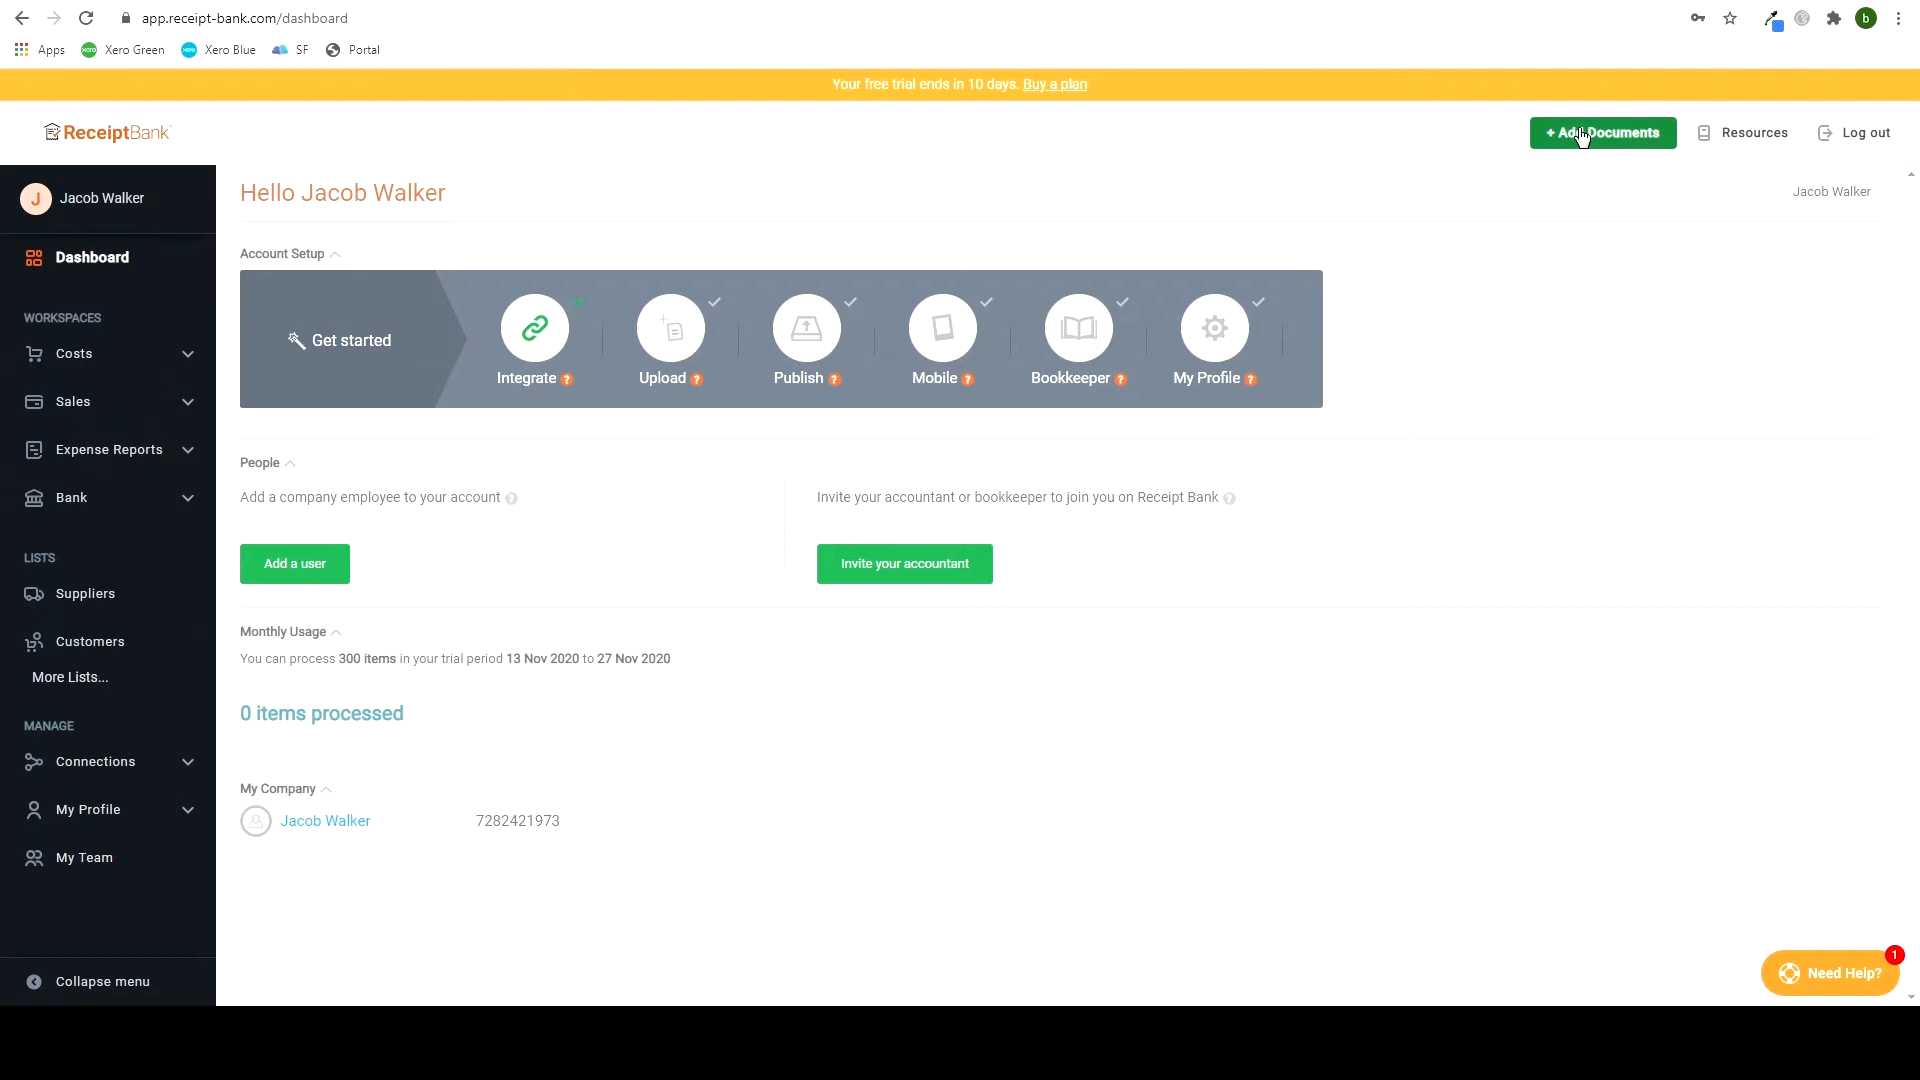 app.receipt-bank.com/dashboard
b
Apps
Xero Green
Xero Blue
SF
Portal
Your free trial ends in 10 days. Buy a plan
ReceiptBank
+ Add Documents
Resources
Log out
J
Jacob Walker
Hello Jacob Walker
Jacob Walker
Dashboard
Account Setup
Get started
Integrate ?
Upload ?
Publish ?
Mobile ?
Bookkeeper ?
My Profile ?
WORKSPACES
Costs
Sales
Expense Reports
Bank
People
Add a company employee to your account ?
Invite your accountant or bookkeeper to join you on Receipt Bank ?
Add a user
Invite your accountant
LISTS
Suppliers
Customers
More Lists...
Monthly Usage
You can process 300 items in your trial period 13 Nov 2020 to 27 Nov 2020
0 items processed
MANAGE
Connections
My Profile
My Team
My Company
Jacob Walker
7282421973
Collapse menu
Need Help?
1